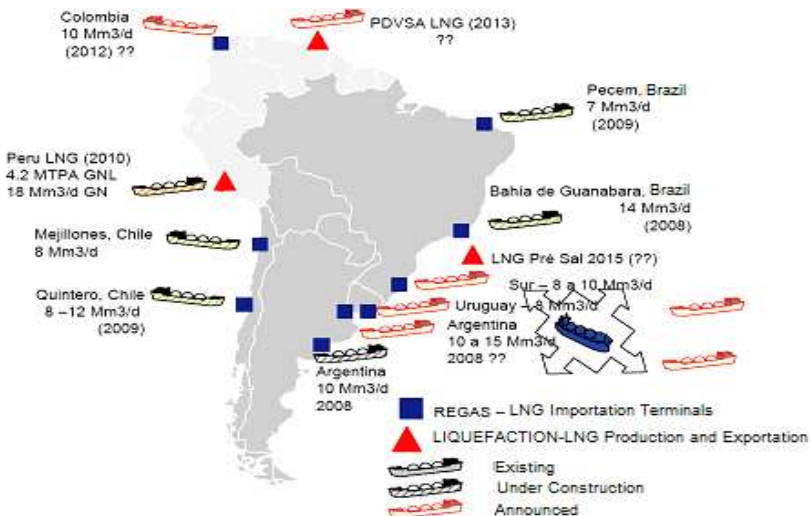 Colombia
10 Mm3/d
(2012) ??
PDVSA LNG (2013)
??
Pecem, Brazil
7 Mm3/d
(2009)
Peru LNG (2010)
4.2 MTPA GNL
18 Mm3/d GN
Bahía de Guanabara, Brazil
14 Mm3/d
(2008)
Mejillones, Chile
8 Mm3/d
LNG Pré Sal 2015 (??)
Sur – 8 a 10 Mm3/d
Quintero, Chile
8 –12 Mm3/d
(2009)
Uruguay – 8 Mm3/d
Argentina
10 a 15 Mm3/d
2008 ??
Argentina
10 Mm3/d
2008
REGAS – LNG Importation Terminals
LIQUEFACTION-LNG Production and Exportation
Existing
Under Construction
Announced